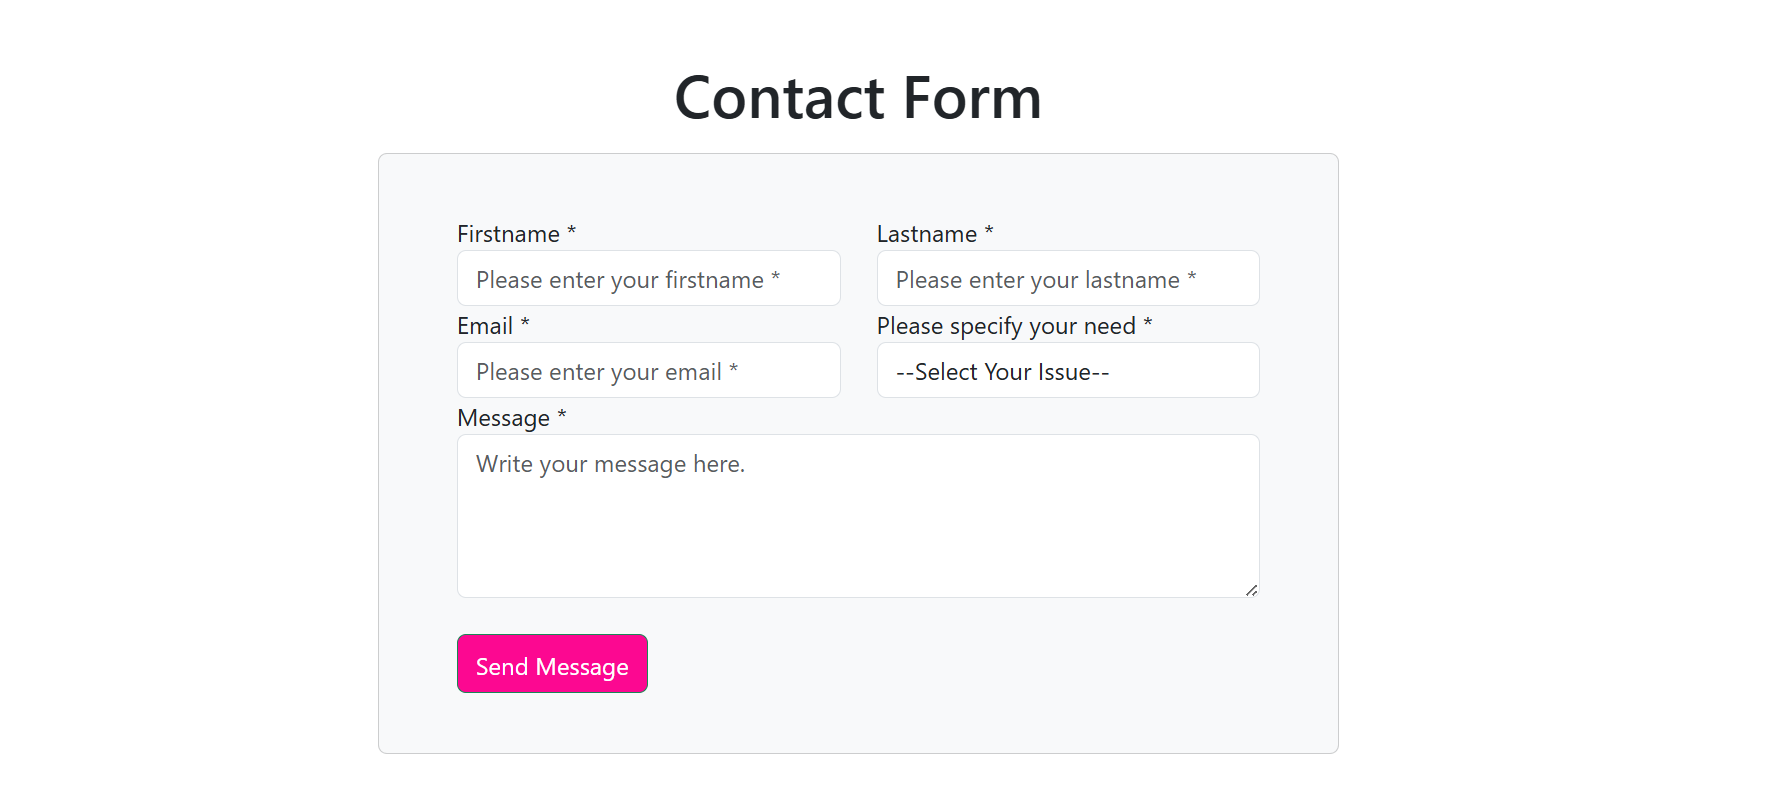 Contact Form
Firstname *
Lastname *
Please enter your firstname *
Please enter your lastname *
Email *
Please specify your need *
Please enter your email *
--Select Your Issue--
Message *
Write your message here.
Send Message